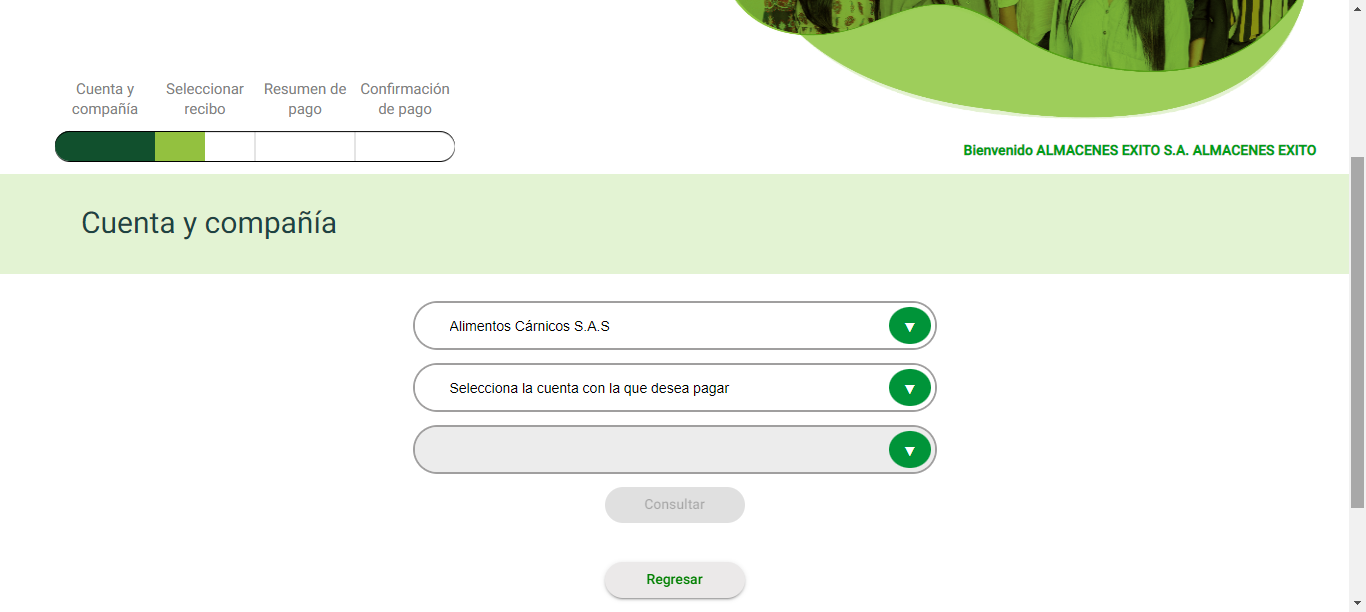 Cuenta y compañía
Seleccionar recibo
Resumen de pago
Confirmación de pago
Bienvenido ALMACENES EXITO S.A. ALMACENES EXITO
Cuenta y compañía
Alimentos Cárnicos S.A.S
Selecciona la cuenta con la que desea pagar
Consultar
Regresar